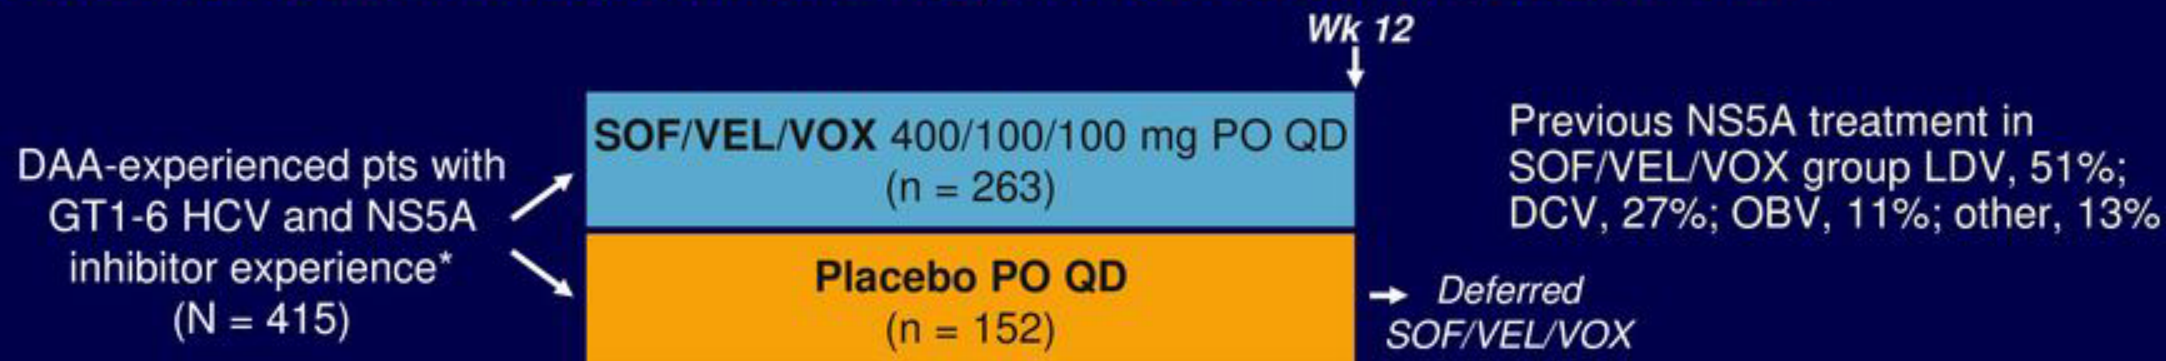 Wk 12
DAA-experienced pts with
GT1-6 HCV and NS5A
inhibitor experience*
(N = 415)
SOF/VEL/VOX 400/100/100 mg PO QD
(n = 263)
Placebo PO QD
(n = 152)
Previous NS5A treatment in
SOF/VEL/VOX group LDV, 51%;
DCV, 27%; OBV, 11%; other, 13%
Deferred
SOF/VEL/VOX